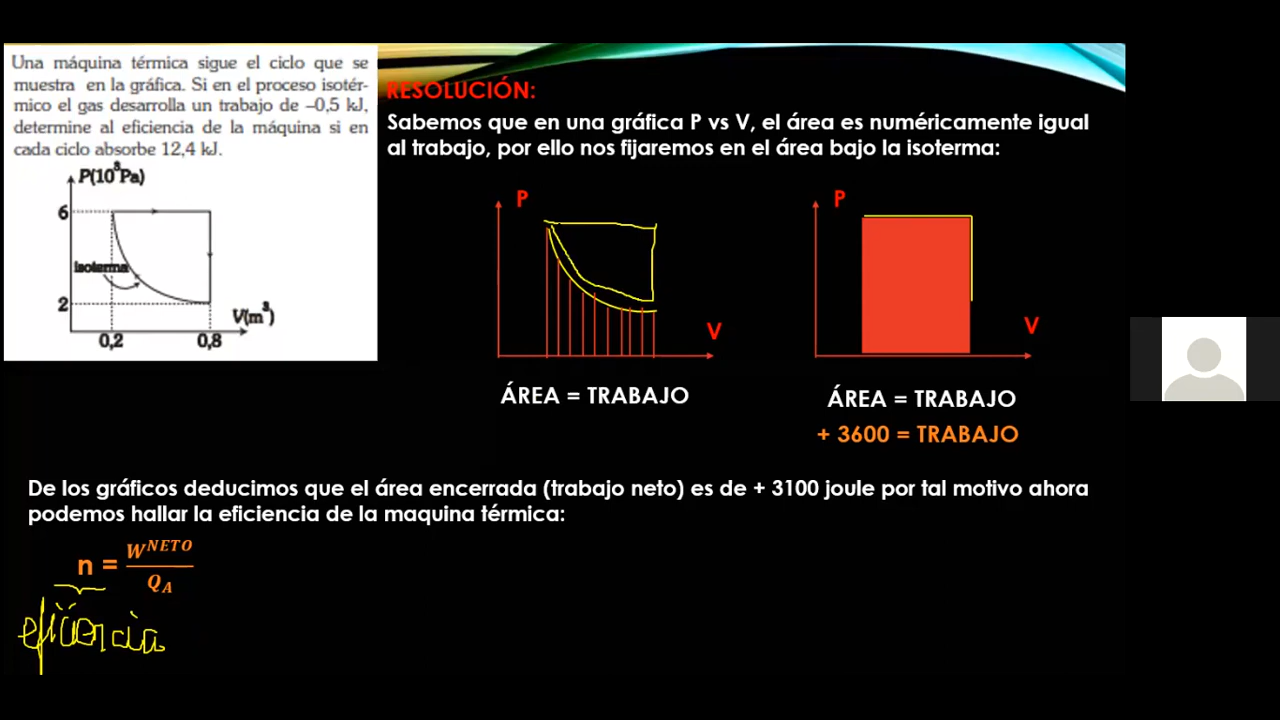 Una máquina térmica sigue el ciclo que se
muestra en la gráfica. Si en el proceso isotér-
mico el gas desarrolla un trabajo de –0,5 kJ,
determine al eficiencia de la máquina si en
cada ciclo absorbe 12,4 kJ.
P(10³Pa)
6
isoterma
2
V(m³)
0,2
0,8
RESOLUCIÓN:
Sabemos que en una gráfica P vs V, el área es numéricamente igual
al trabajo, por ello nos fijaremos en el área bajo la isoterma:
P
V
ÁREA = TRABAJO
P
V
ÁREA = TRABAJO
+ 3600 = TRABAJO
De los gráficos deducimos que el área encerrada (trabajo neto) es de + 3100 joule por tal motivo ahora
podemos hallar la eficiencia de la maquina térmica:
n = W^NETO / Q_A
eficiencia